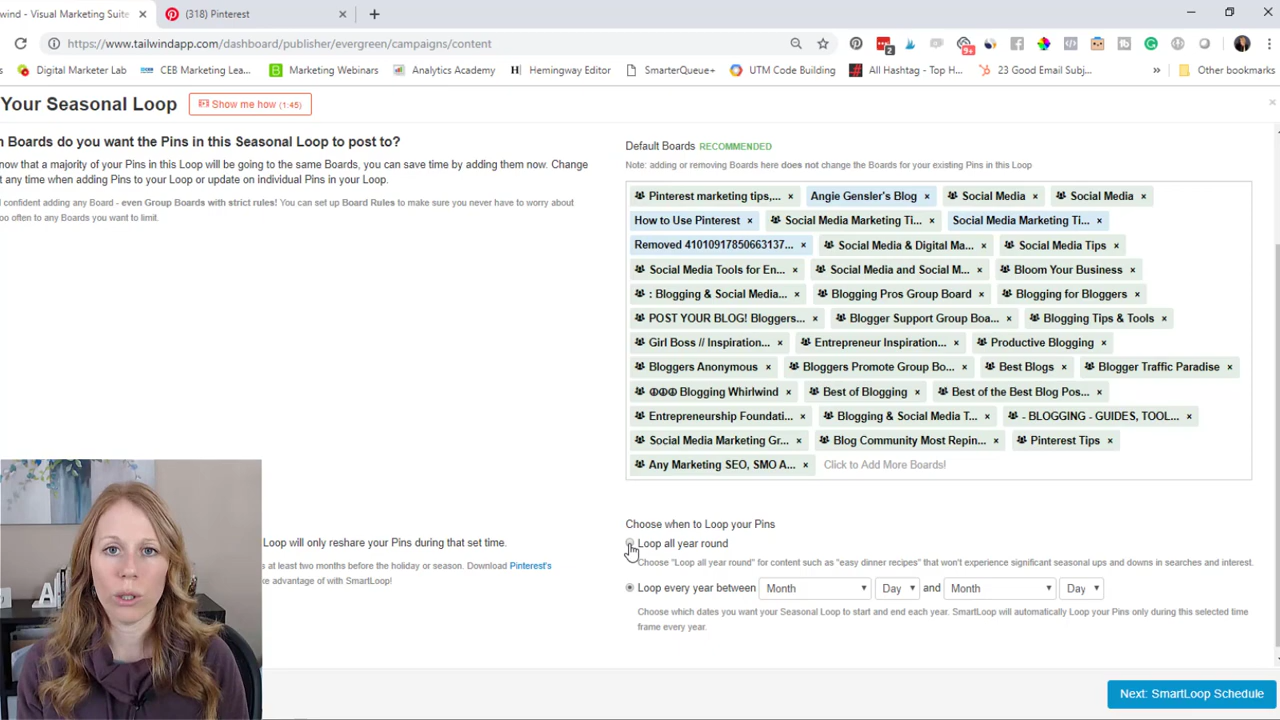 wind - Visual Marketing Suite ×
(318) Pinterest ×
https://www.tailwindapp.com/dashboard/publisher/evergreen/campaigns/content
2
9+
Digital Marketer Lab
CEB Marketing Lea...
Marketing Webinars
Analytics Academy
Hemingway Editor
SmarterQueue+
UTM Code Building
All Hashtag - Top H...
23 Good Email Subj...
»
Other bookmarks
Your Seasonal Loop
Show me how (1:45)
n Boards do you want the Pins in this Seasonal Loop to post to?
now that a majority of your Pins in this Loop will be going to the same Boards, you can save time by adding them now. Change
t any time when adding Pins to your Loop or update on individual Pins in your Loop.
l confident adding any Board - even Group Boards with strict rules! You can set up Board Rules to make sure you never have to worry about
oo often to any Boards you want to limit.
Default Boards RECOMMENDED
Note: adding or removing Boards here does not change the Boards for your existing Pins in this Loop
Pinterest marketing tips,... × Angie Gensler's Blog × Social Media × Social Media ×
How to Use Pinterest × Social Media Marketing Ti... × Social Media Marketing Ti... ×
Removed 41010917850663137... × Social Media & Digital Ma... × Social Media Tips ×
Social Media Tools for En... × Social Media and Social M... × Bloom Your Business ×
: Blogging & Social Media... × Blogging Pros Group Board × Blogging for Bloggers ×
POST YOUR BLOG! Bloggers... × Blogger Support Group Boa... × Blogging Tips & Tools ×
Girl Boss // Inspiration... × Entrepreneur Inspiration... × Productive Blogging ×
Bloggers Anonymous × Bloggers Promote Group Bo... × Best Blogs × Blogger Traffic Paradise ×
Blogging Whirlwind × Best of Blogging × Best of the Best Blog Pos... ×
Entrepreneurship Foundati... × Blogging & Social Media T... × - BLOGGING - GUIDES, TOOL... ×
Social Media Marketing Gr... × Blog Community Most Repin... × Pinterest Tips ×
Any Marketing SEO, SMO A... × Click to Add More Boards!
Loop will only reshare your Pins during that set time.
s at least two months before the holiday or season. Download Pinterest's
ke advantage of with SmartLoop!
Choose when to Loop your Pins
Loop all year round
Choose "Loop all year round" for content such as "easy dinner recipes" that won't experience significant seasonal ups and downs in searches and interest.
Loop every year between Month Day and Month Day
Choose which dates you want your Seasonal Loop to start and end each year. SmartLoop will automatically Loop your Pins only during this selected time
frame every year.
Next: SmartLoop Schedule